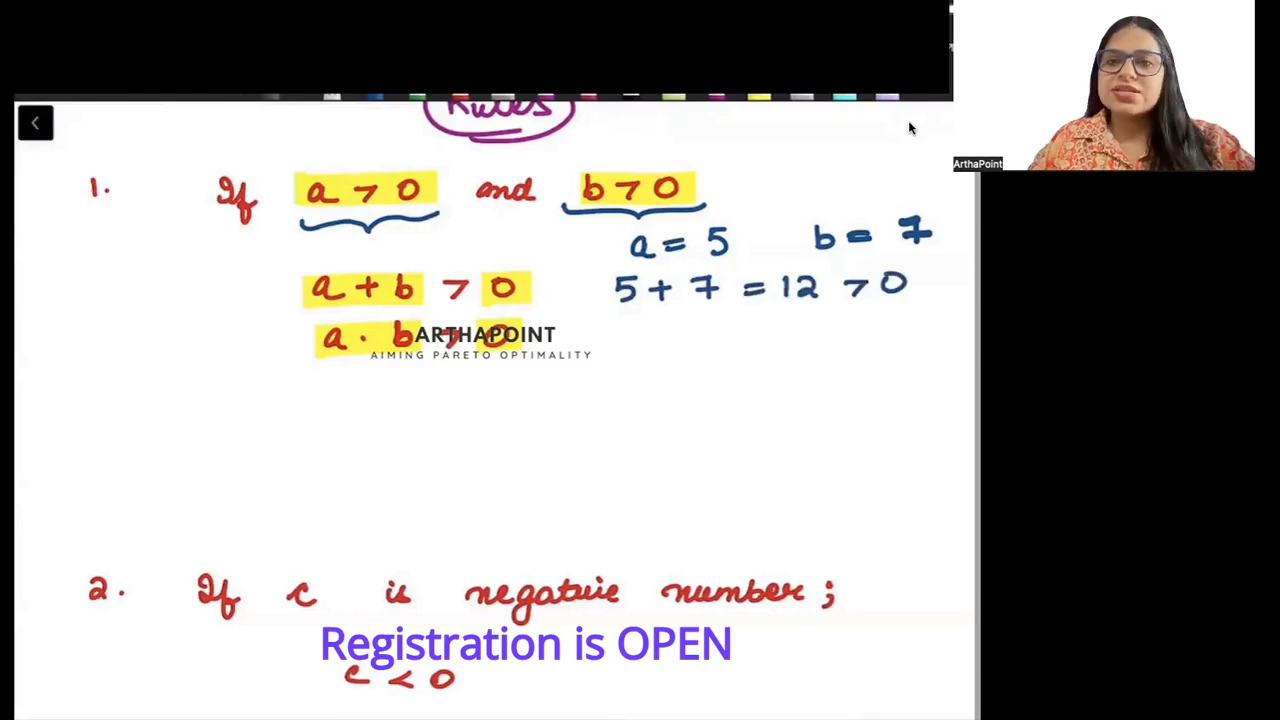 Rules
ArthaPoint
1. If a > 0 and b > 0
a = 5 b = 7
a + b > 0 5 + 7 = 12 > 0
a · b > 0
ARTHAPOINT
AIMING PARETO OPTIMALITY
2. If c is negative number;
Registration is OPEN
c < 0